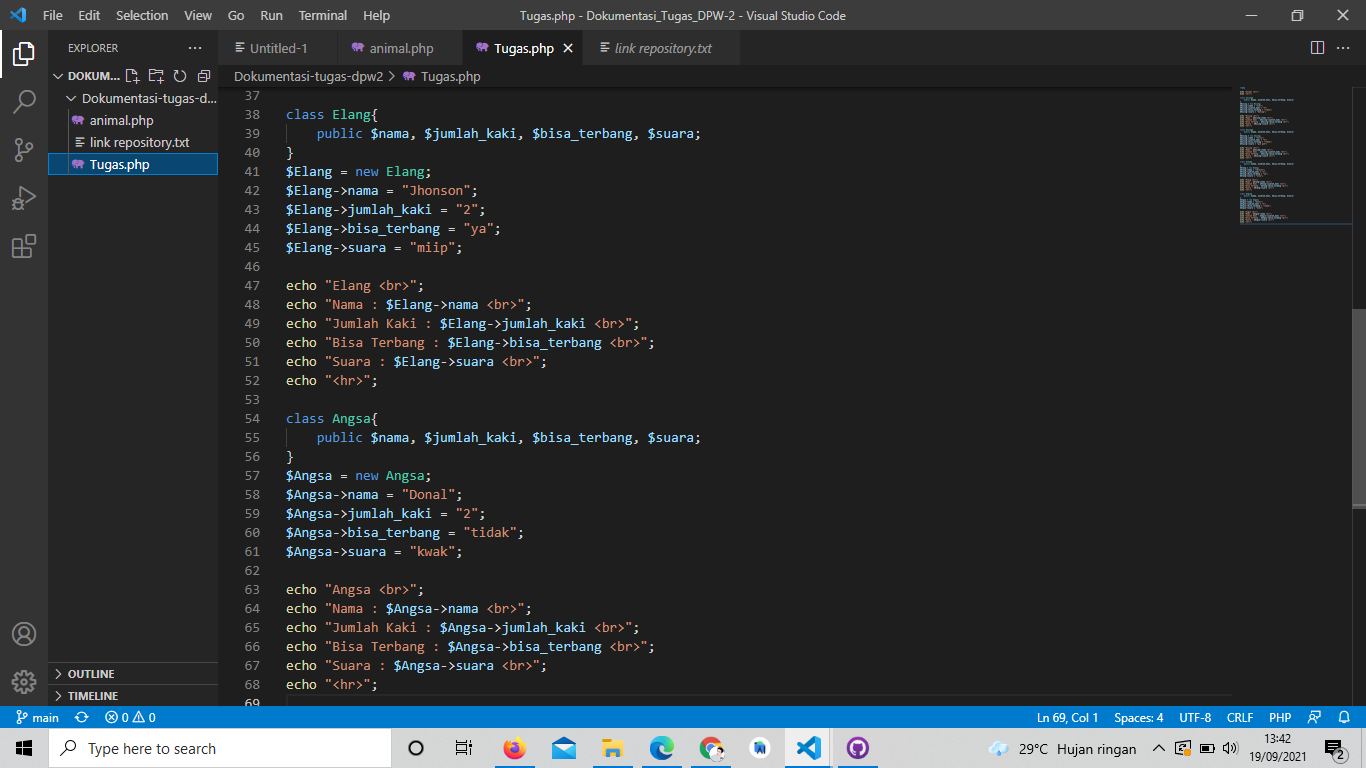 File Edit Selection View Go Run Terminal Help Tugas.php - Dokumentasi_Tugas_DPW-2 - Visual Studio Code
EXPLORER
Untitled-1 animal.php Tugas.php link repository.txt
DOKUM...
Dokumentasi-tugas-dpw2 > Tugas.php
Dokumentasi-tugas-d...
animal.php
link repository.txt
Tugas.php
37
38 class Elang{
39     public $nama, $jumlah_kaki, $bisa_terbang, $suara;
40 }
41 $Elang = new Elang;
42 $Elang->nama = "Jhonson";
43 $Elang->jumlah_kaki = "2";
44 $Elang->bisa_terbang = "ya";
45 $Elang->suara = "miip";
46
47 echo "Elang <br>";
48 echo "Nama : $Elang->nama <br>";
49 echo "Jumlah Kaki : $Elang->jumlah_kaki <br>";
50 echo "Bisa Terbang : $Elang->bisa_terbang <br>";
51 echo "Suara : $Elang->suara <br>";
52 echo "<hr>";
53
54 class Angsa{
55     public $nama, $jumlah_kaki, $bisa_terbang, $suara;
56 }
57 $Angsa = new Angsa;
58 $Angsa->nama = "Donal";
59 $Angsa->jumlah_kaki = "2";
60 $Angsa->bisa_terbang = "tidak";
61 $Angsa->suara = "kwak";
62
63 echo "Angsa <br>";
64 echo "Nama : $Angsa->nama <br>";
65 echo "Jumlah Kaki : $Angsa->jumlah_kaki <br>";
66 echo "Bisa Terbang : $Angsa->bisa_terbang <br>";
67 echo "Suara : $Angsa->suara <br>";
68 echo "<hr>";
69
OUTLINE
TIMELINE
main 0 0 Ln 69, Col 1 Spaces: 4 UTF-8 CRLF PHP
Type here to search 29°C Hujan ringan 13:42
19/09/2021 2